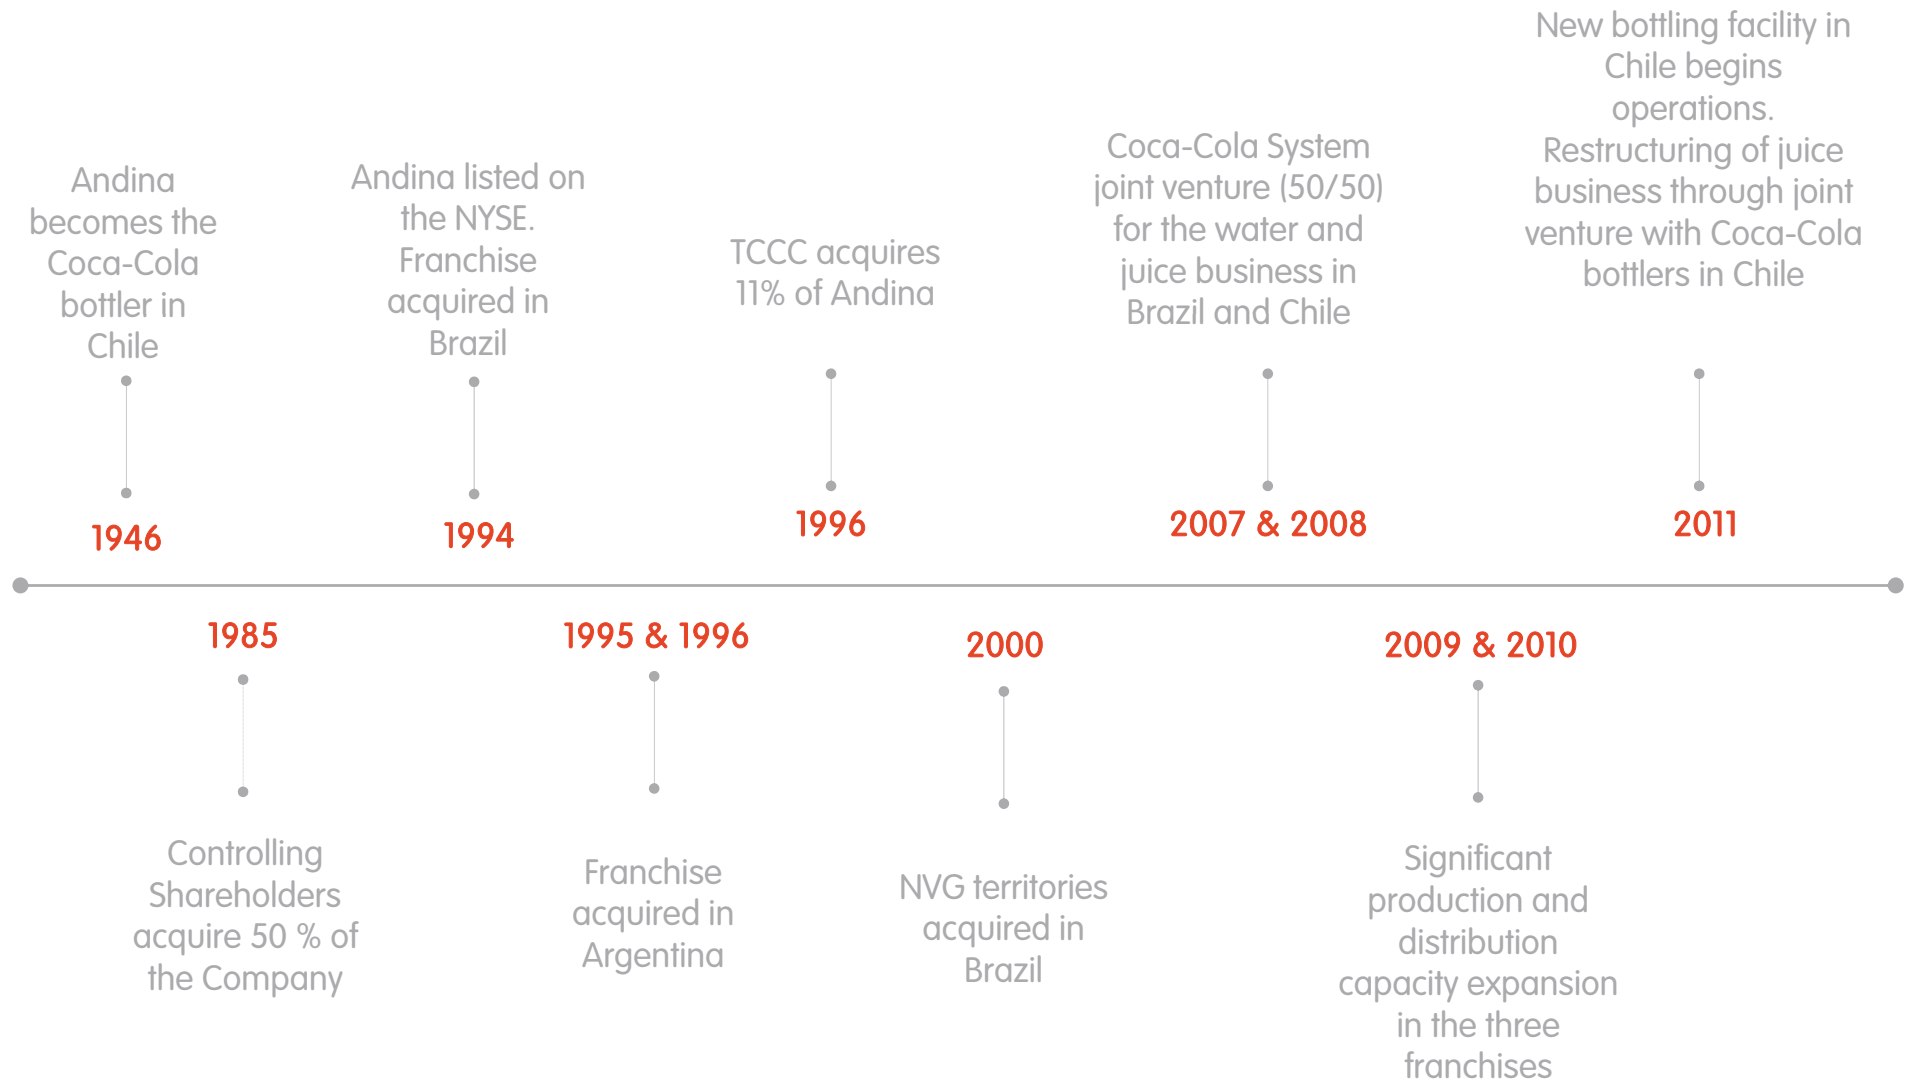 Andina
becomes the
Coca-Cola
bottler in
Chile
1946
Andina listed on
the NYSE.
Franchise
acquired in
Brazil
1994
TCCC acquires
11% of Andina
1996
Coca-Cola System
joint venture (50/50)
for the water and
juice business in
Brazil and Chile
2007 & 2008
New bottling facility in
Chile begins
operations.
Restructuring of juice
business through joint
venture with Coca-Cola
bottlers in Chile
2011
1985
Controlling
Shareholders
acquire 50 % of
the Company
1995 & 1996
Franchise
acquired in
Argentina
2000
NVG territories
acquired in
Brazil
2009 & 2010
Significant
production and
distribution
capacity expansion
in the three
franchises